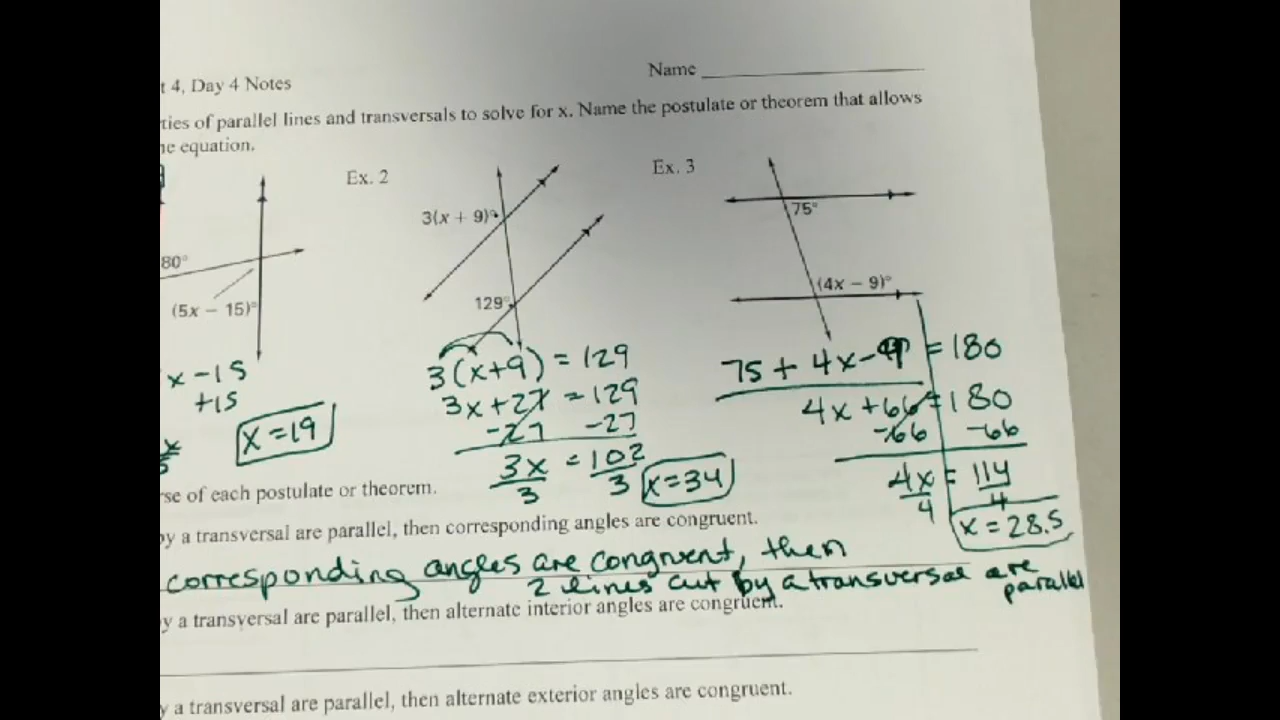 t 4, Day 4 Notes
Name
ties of parallel lines and transversals to solve for x. Name the postulate or theorem that allows
he equation.
Ex. 2
Ex. 3
80°
(5x − 15)°
3(x + 9)°
129°
75°
(4x − 9)°
x −15
+15
x = 19
3(x+9) = 129
3x+27 = 129
-27 -27
3x = 102
3 3
x=34
75 + 4x - 9 = 180
4x +66 = 180
-66 -66
4x = 114
4 4
x = 28.5
se of each postulate or theorem.
by a transversal are parallel, then corresponding angles are congruent.
corresponding angles are congruent, then
2 lines cut by a transversal are
parallel
y a transversal are parallel, then alternate interior angles are congruent.
y a transversal are parallel, then alternate exterior angles are congruent.